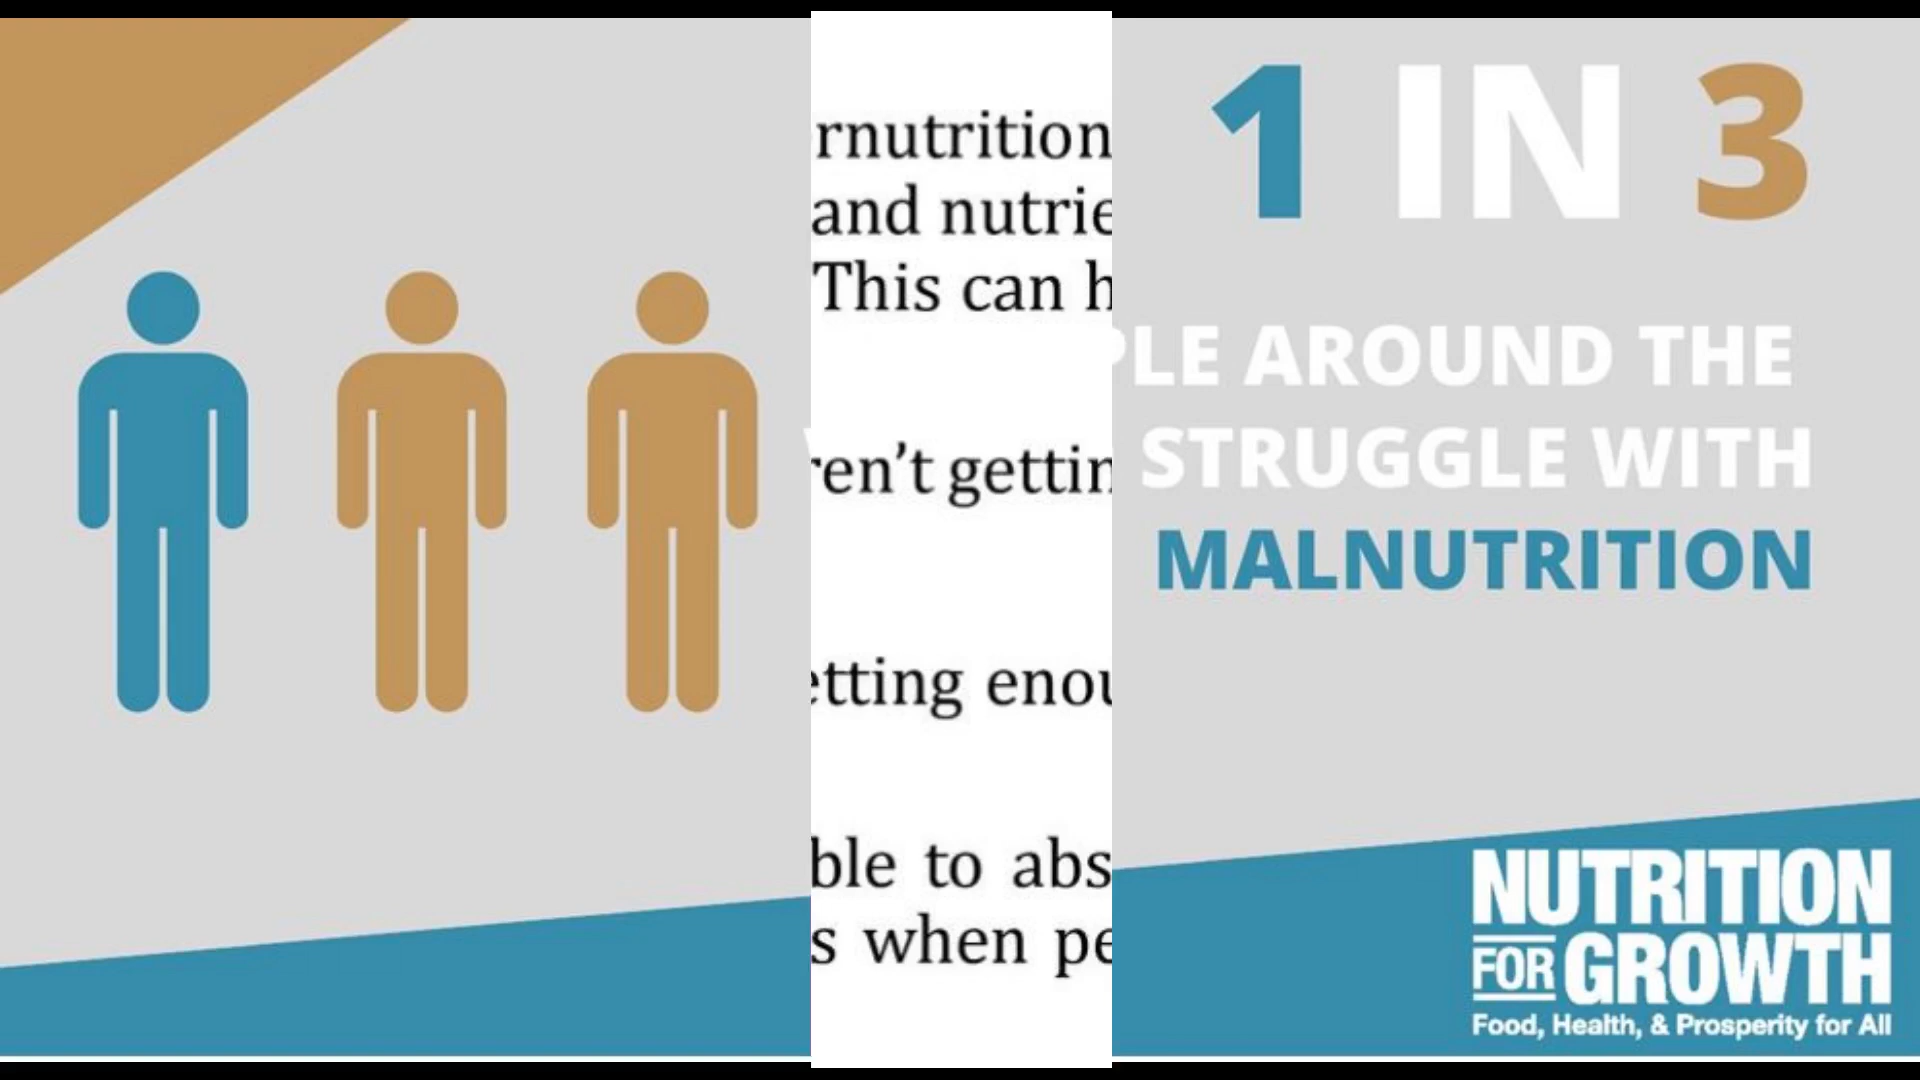 rnutrition
and nutrie
This can h
ren't gettin
etting enou
ble to abs
s when pe
1 IN 3
PLE AROUND THE
STRUGGLE WITH
MALNUTRITION
NUTRITION
FOR GROWTH
Food, Health, & Prosperity for All